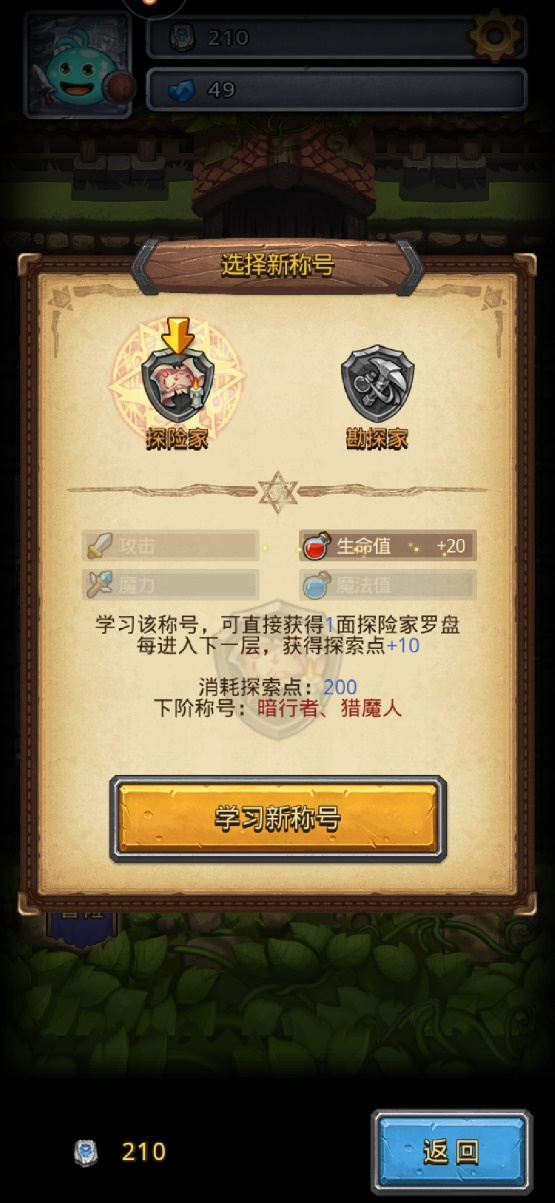 210
49
选择新称号
探险家
勘探家
攻击
生命值 +20
魔力
魔法值
学习该称号，可直接获得1面探险家罗盘
每进入下一层，获得探索点+10
消耗探索点：200
下阶称号：暗行者、猎魔人
学习新称号
210
返回